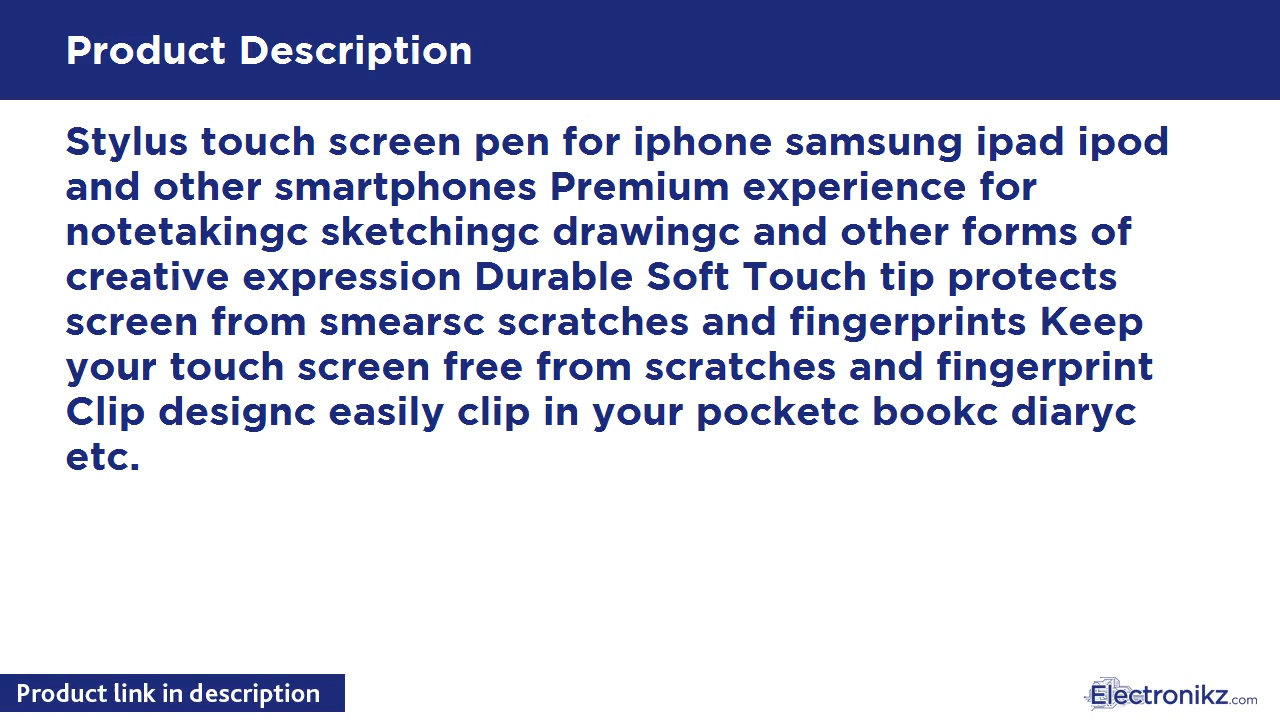 Product Description
Stylus touch screen pen for iphone samsung ipad ipod
and other smartphones Premium experience for
notetakingc sketchingc drawingc and other forms of
creative expression Durable Soft Touch tip protects
screen from smearsc scratches and fingerprints Keep
your touch screen free from scratches and fingerprint
Clip designc easily clip in your pocketc bookc diaryc
etc.
Product link in description
Electronikz.com